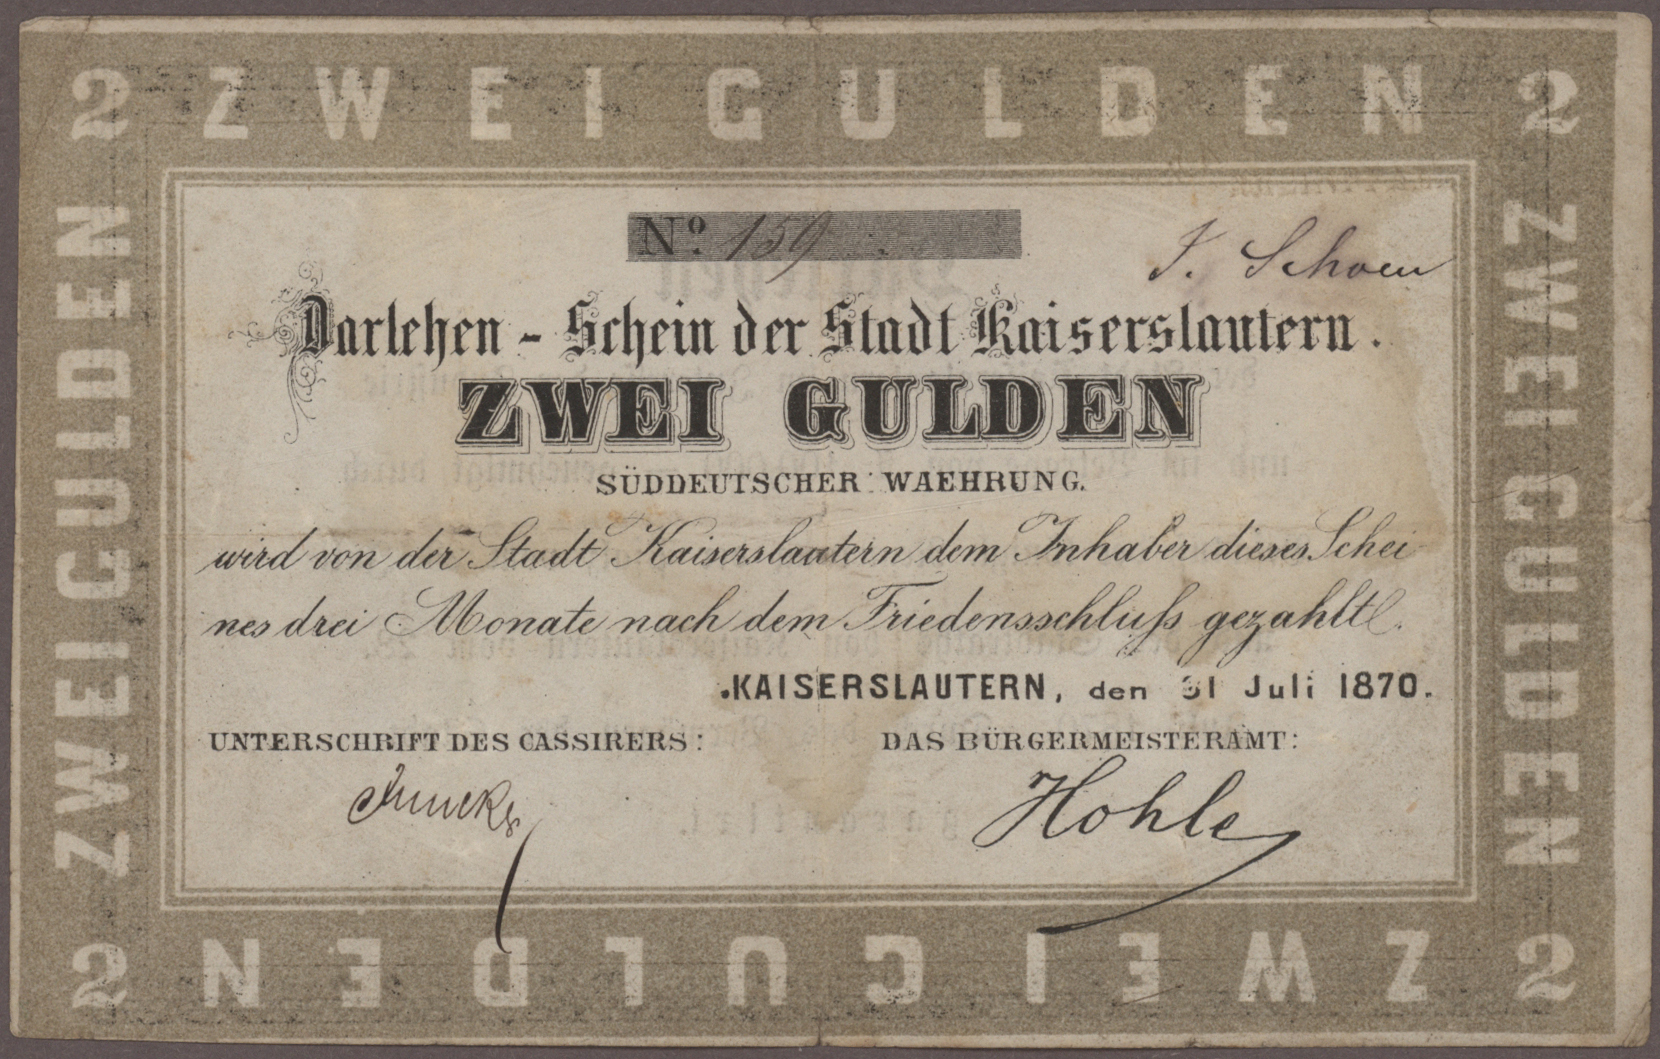 2 ZWEI GULDEN 2
ZWEI GULDEN
ZWEI GULDEN
Nº. 159
J. Schoen
Darlehen - Schein der Stadt Kaiserslautern.
ZWEI GULDEN
SÜDDEUTSCHER WAEHRUNG.
wird von der Stadt Kaiserslautern dem Inhaber dieses Schei
nes drei Monate nach dem Friedensschluß gezahlt.
KAISERSLAUTERN, den 31 Juli 1870.
UNTERSCHRIFT DES CASSIRERS: DAS BÜRGERMEISTERAMT:
Hohle
2 ZWEI GULDEN 2